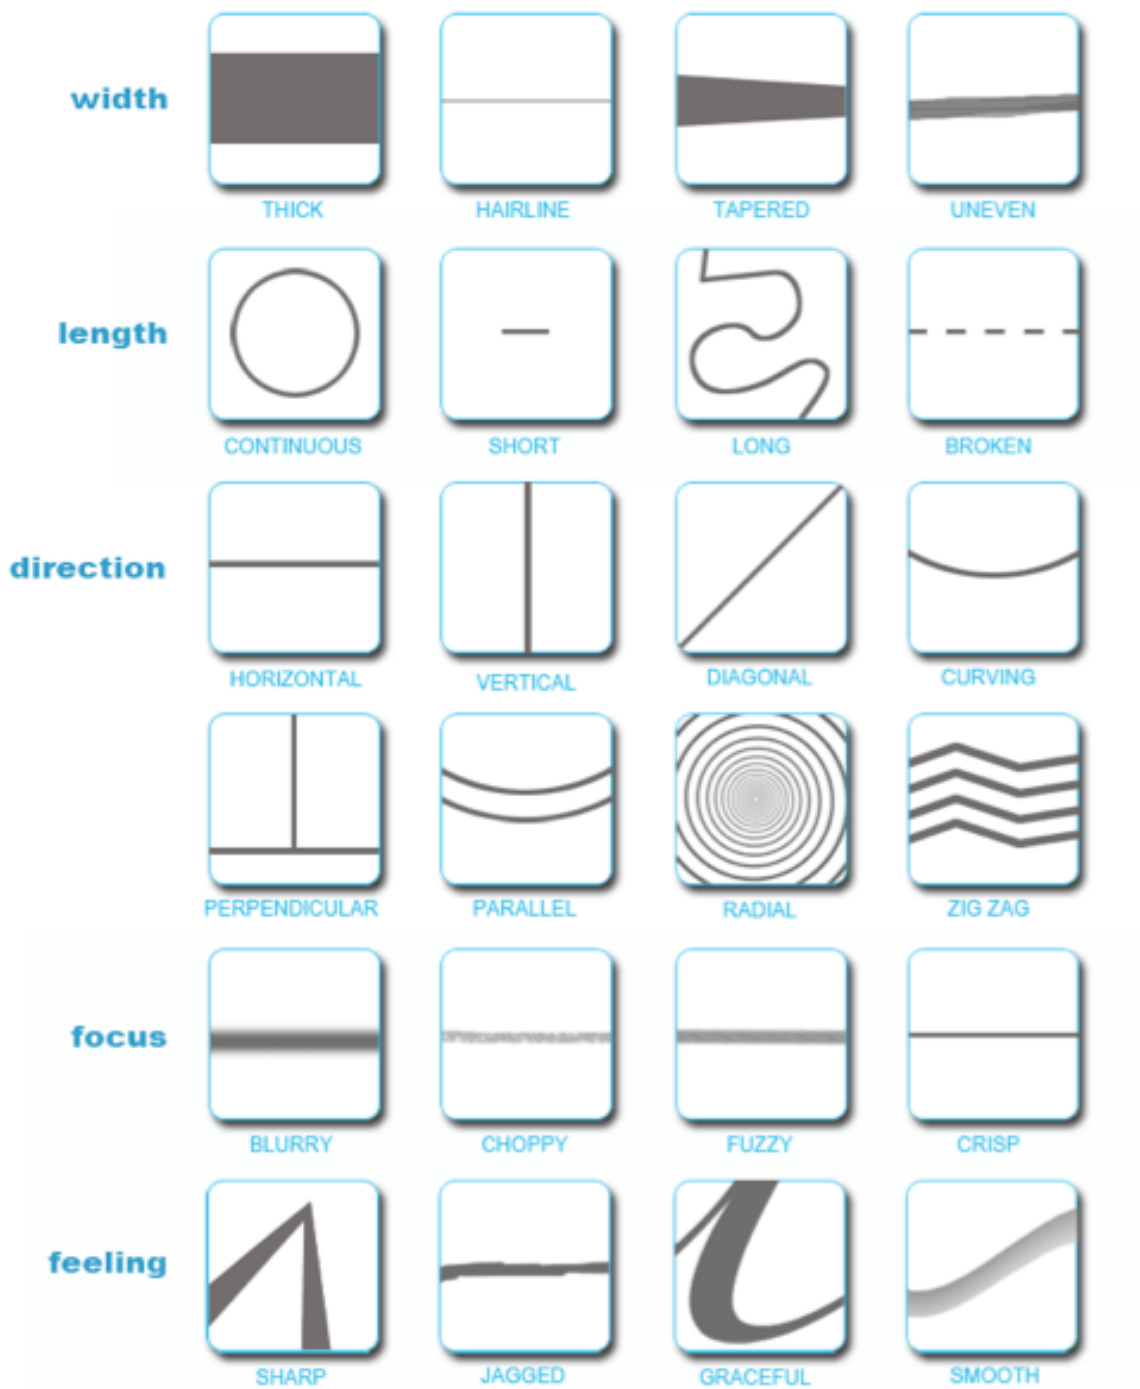 width
THICK HAIRLINE TAPERED UNEVEN
length
CONTINUOUS SHORT LONG BROKEN
direction
HORIZONTAL VERTICAL DIAGONAL CURVING
PERPENDICULAR PARALLEL RADIAL ZIG ZAG
focus
BLURRY CHOPPY FUZZY CRISP
feeling
SHARP JAGGED GRACEFUL SMOOTH